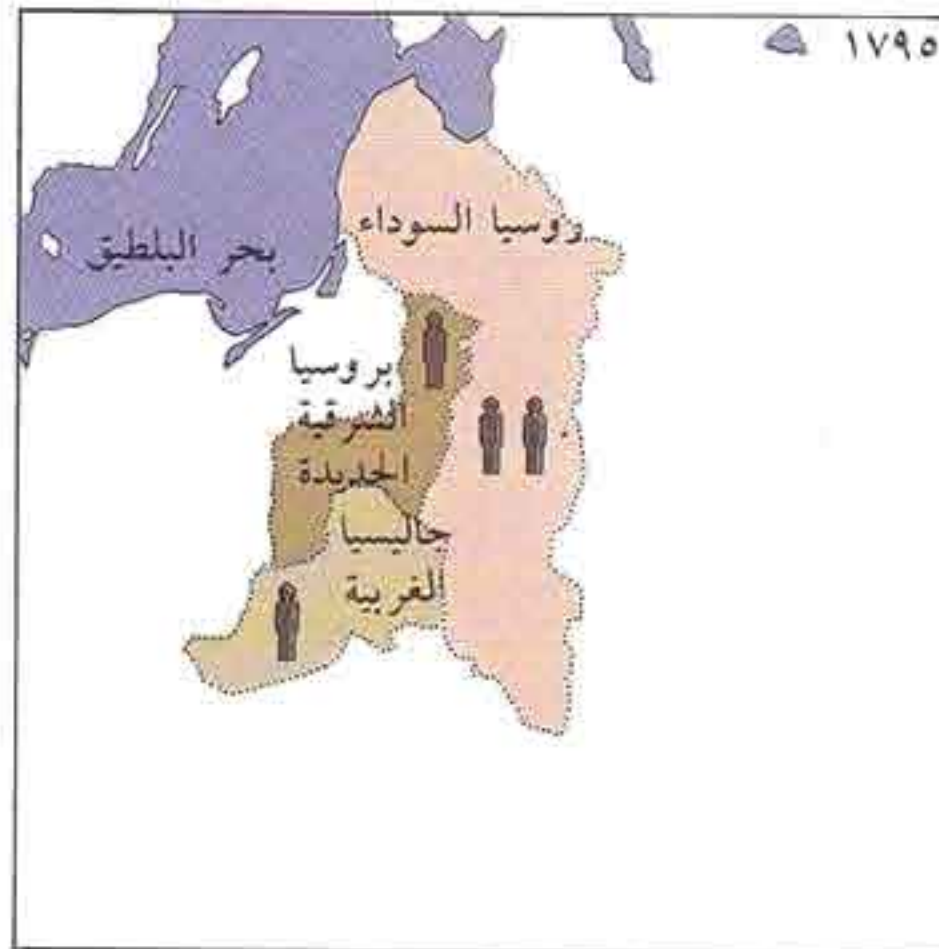 ١٧٩٥
روسيا السوداء
بحر البلطيق
بروسيا
الشرقية
الجديدة
جاليسيا
الغربية